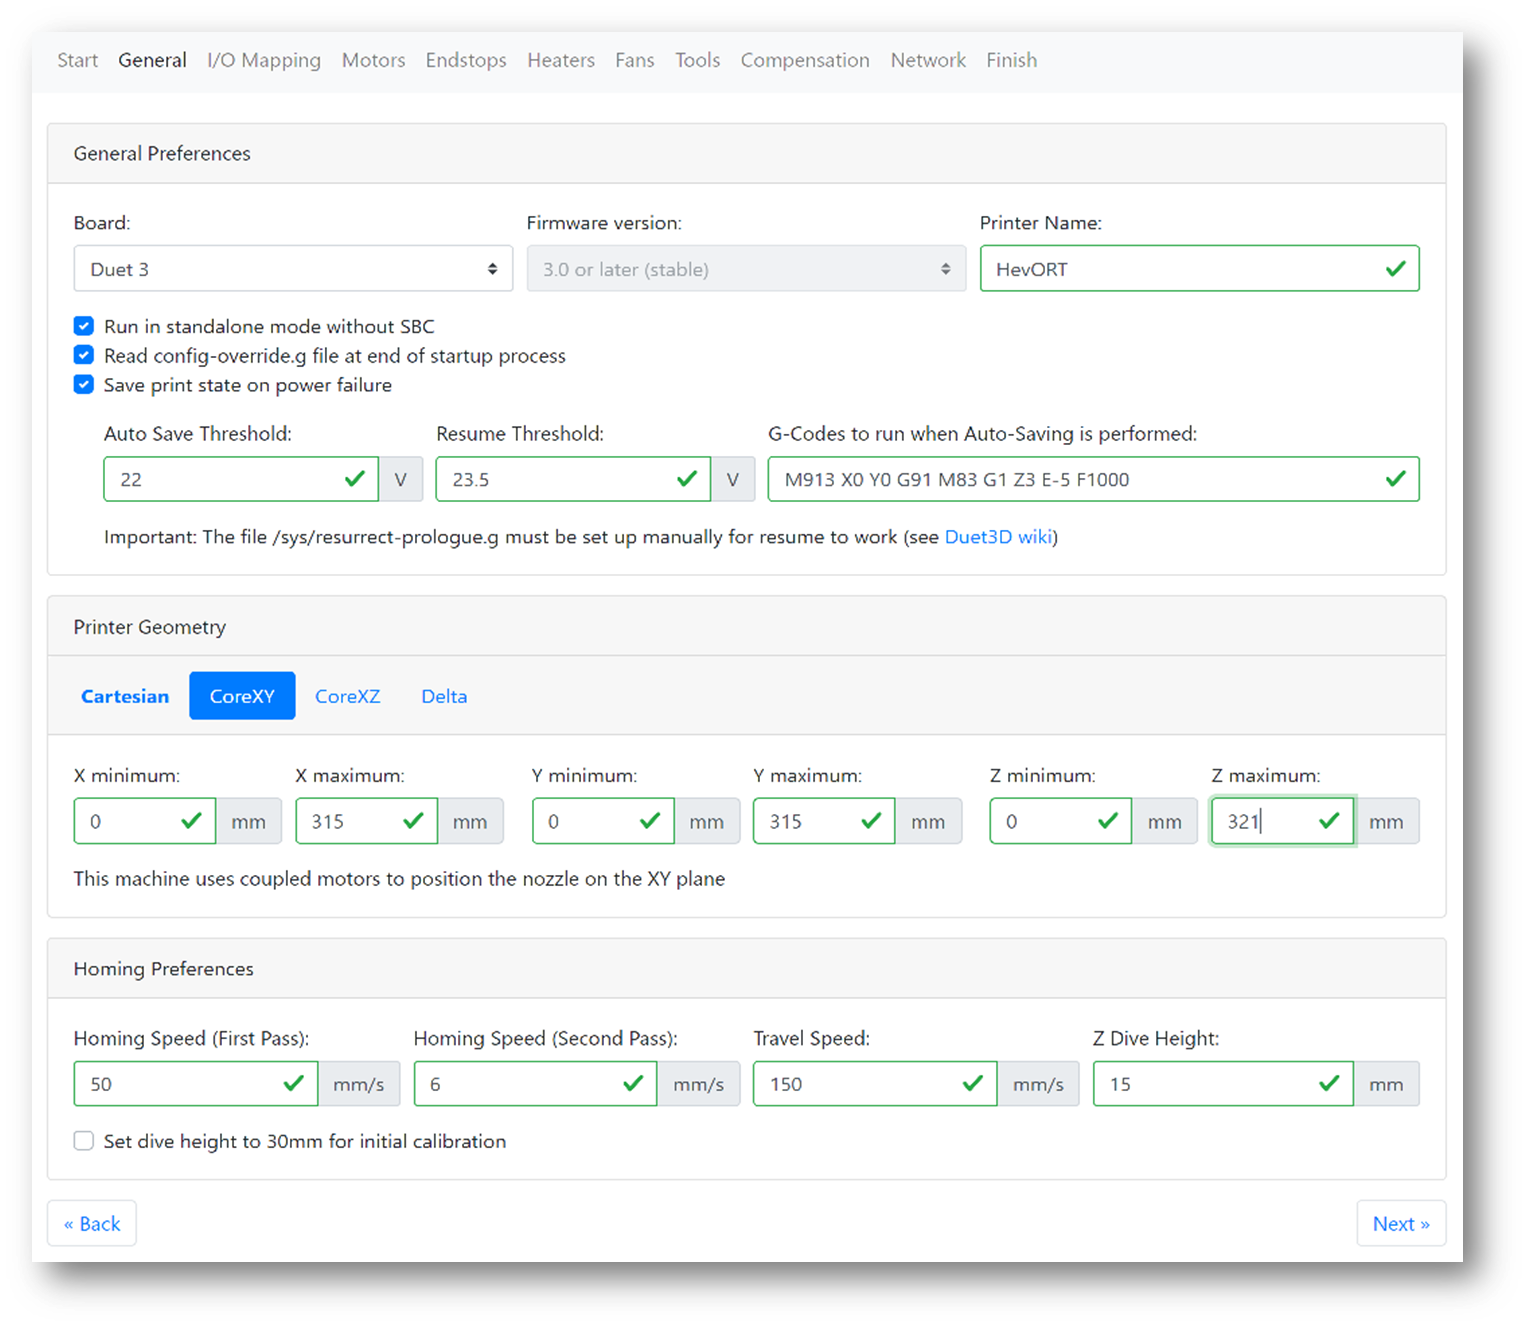 Start General I/O Mapping Motors Endstops Heaters Fans Tools Compensation Network Finish
General Preferences
Board: Firmware version: Printer Name:
Duet 3 3.0 or later (stable) HevORT
Run in standalone mode without SBC
Read config-override.g file at end of startup process
Save print state on power failure
Auto Save Threshold: Resume Threshold: G-Codes to run when Auto-Saving is performed:
22 V 23.5 V M913 X0 Y0 G91 M83 G1 Z3 E-5 F1000
Important: The file /sys/resurrect-prologue.g must be set up manually for resume to work (see Duet3D wiki)
Printer Geometry
Cartesian CoreXY CoreXZ Delta
X minimum: X maximum: Y minimum: Y maximum: Z minimum: Z maximum:
0 mm 315 mm 0 mm 315 mm 0 mm 321 mm
This machine uses coupled motors to position the nozzle on the XY plane
Homing Preferences
Homing Speed (First Pass): Homing Speed (Second Pass): Travel Speed: Z Dive Height:
50 mm/s 6 mm/s 150 mm/s 15 mm
Set dive height to 30mm for initial calibration
« Back Next »